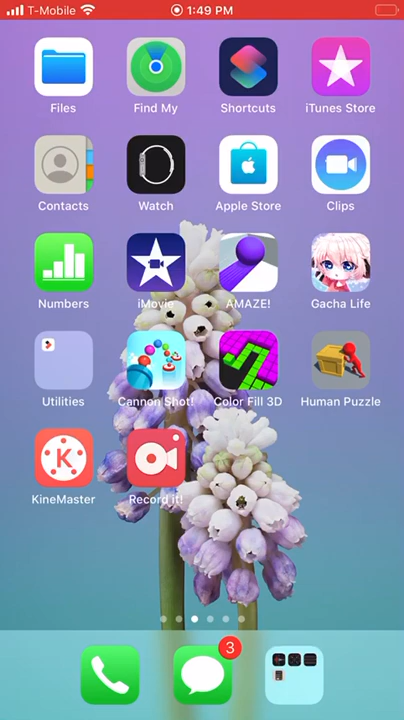 T-Mobile 1:49 PM
Files Find My Shortcuts iTunes Store
Contacts Watch Apple Store Clips
Numbers iMovie AMAZE! Gacha Life
Utilities Cannon Shot! Color Fill 3D Human Puzzle
K
KineMaster Record it!
3